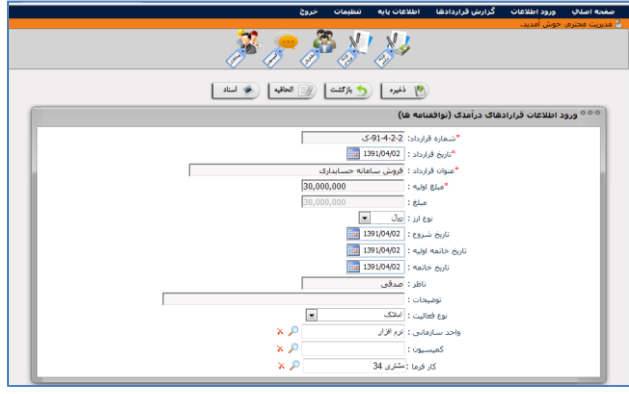 صفحه اصلی ورود اطلاعات گزارش قراردادها اطلاعات پایه تنظیمات خروج
مدیریت محترم، خوش آمدید.
ذخیره بازگشت الحاقیه اسناد
ورود اطلاعات قراردادهای درآمدی (توافقنامه ها)
*شماره قرارداد: 2-2-4-91-ک
*تاریخ قرارداد : 1391/04/02
*عنوان قرارداد : فروش سامانه حسابداری
*مبلغ اولیه : 30,000,000
مبلغ : 30,000,000
نوع ارز : ریال
تاریخ شروع : 1391/04/02
تاریخ خاتمه اولیه : 1391/04/02
تاریخ خاتمه : 1391/04/02
ناظر : صدقی
توضیحات :
نوع فعالیت : املاک
واحد سازمانی : نرم افزار
کمیسیون :
کار فرما : مشتری 34